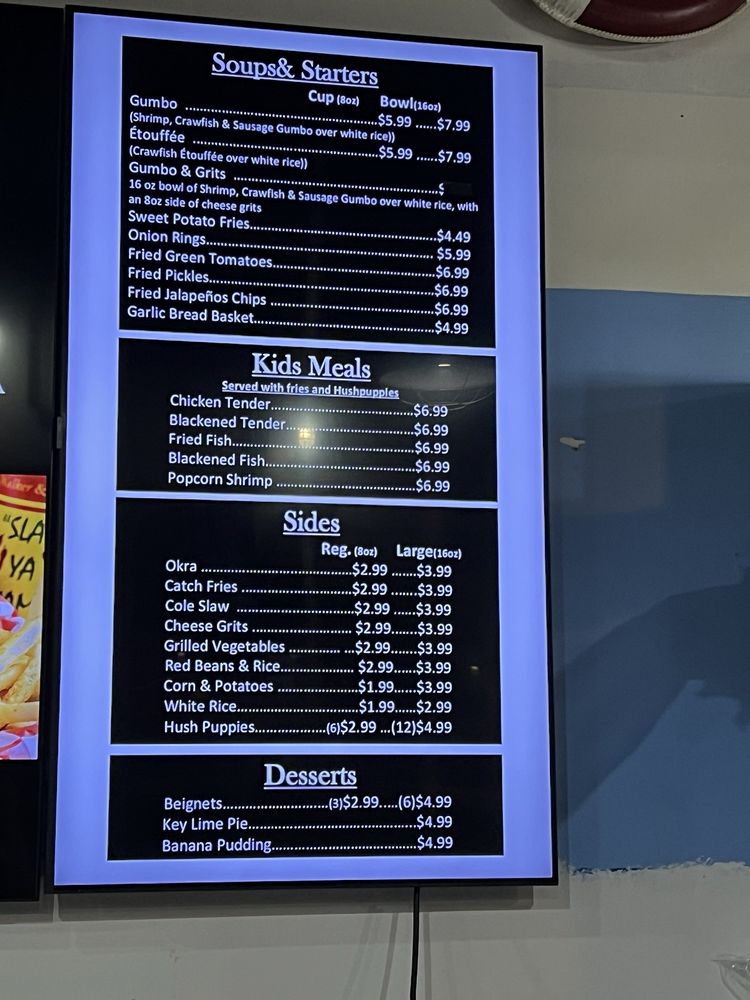 Soups& Starters
Cup (8oz) Bowl(16oz)
Gumbo ........................................$5.99 ......$7.99
(Shrimp, Crawfish & Sausage Gumbo over white rice))
Étouffée .......................................$5.99 ......$7.99
(Crawfish Étouffée over white rice))
Gumbo & Grits ...........................................$
16 oz bowl of Shrimp, Crawfish & Sausage Gumbo over white rice, with
an 8oz side of cheese grits
Sweet Potato Fries.......................................$4.49
Onion Rings................................................ $5.99
Fried Green Tomatoes..................................$6.99
Fried Pickles................................................$6.99
Fried Jalapeños Chips ..................................$6.99
Garlic Bread Basket.....................................$4.99
Kids Meals
Served with fries and Hushpuppies
Chicken Tender..............................$6.99
Blackened Tender...........................$6.99
Fried Fish.......................................$6.99
Blackened Fish...............................$6.99
Popcorn Shrimp .............................$6.99
Sides
Reg. (8oz) Large(16oz)
Okra ................................$2.99 ......$3.99
Catch Fries .......................$2.99 ......$3.99
Cole Slaw .........................$2.99 ......$3.99
Cheese Grits ..................... $2.99.......$3.99
Grilled Vegetables ........... ...$2.99.......$3.99
Red Beans & Rice............... $2.99.....$3.99
Corn & Potatoes .................$1.99......$3.99
White Rice..........................$1.99......$2.99
Hush Puppies.................(6)$2.99 ...(12)$4.99
Desserts
Beignets.......................(3)$2.99.....(6)$4.99
Key Lime Pie....................................$4.99
Banana Pudding...............................$4.99
"SLA
YA